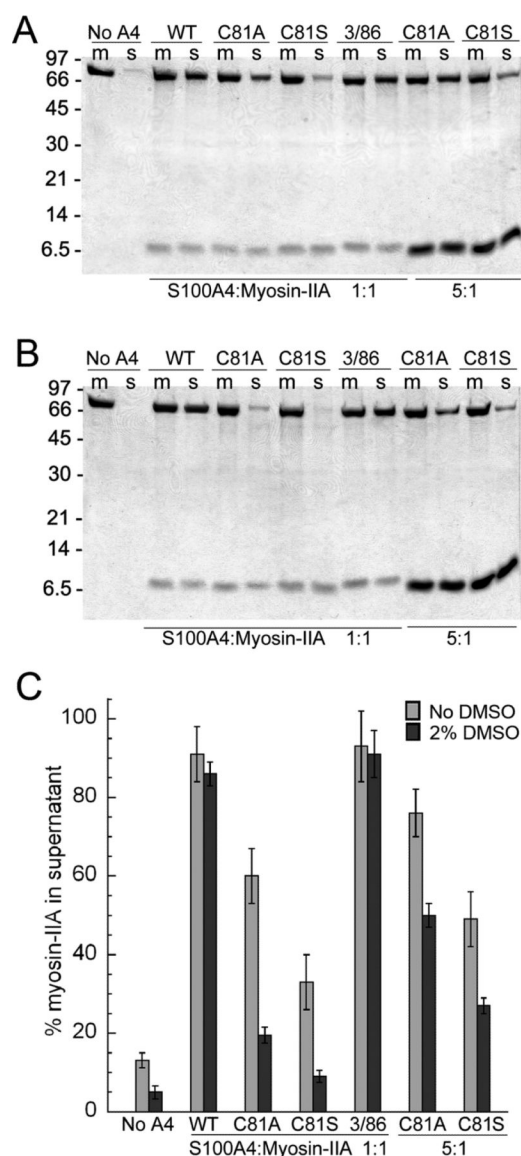 A
No A4 WT C81A C81S 3/86 C81A C81S
m s m s m s m s m s m s m s
97 -
66 -
45 -
30 -
21 -
14 -
6.5 -
S100A4:Myosin-IIA 1:1 5:1
B
No A4 WT C81A C81S 3/86 C81A C81S
m s m s m s m s m s m s m s
97 -
66 -
45 -
30 -
21 -
14 -
6.5 -
S100A4:Myosin-IIA 1:1 5:1
C
No DMSO
2% DMSO
% myosin-IIA in supernatant
100
80
60
40
20
0
No A4 WT C81A C81S 3/86 C81A C81S
S100A4:Myosin-IIA 1:1 5:1